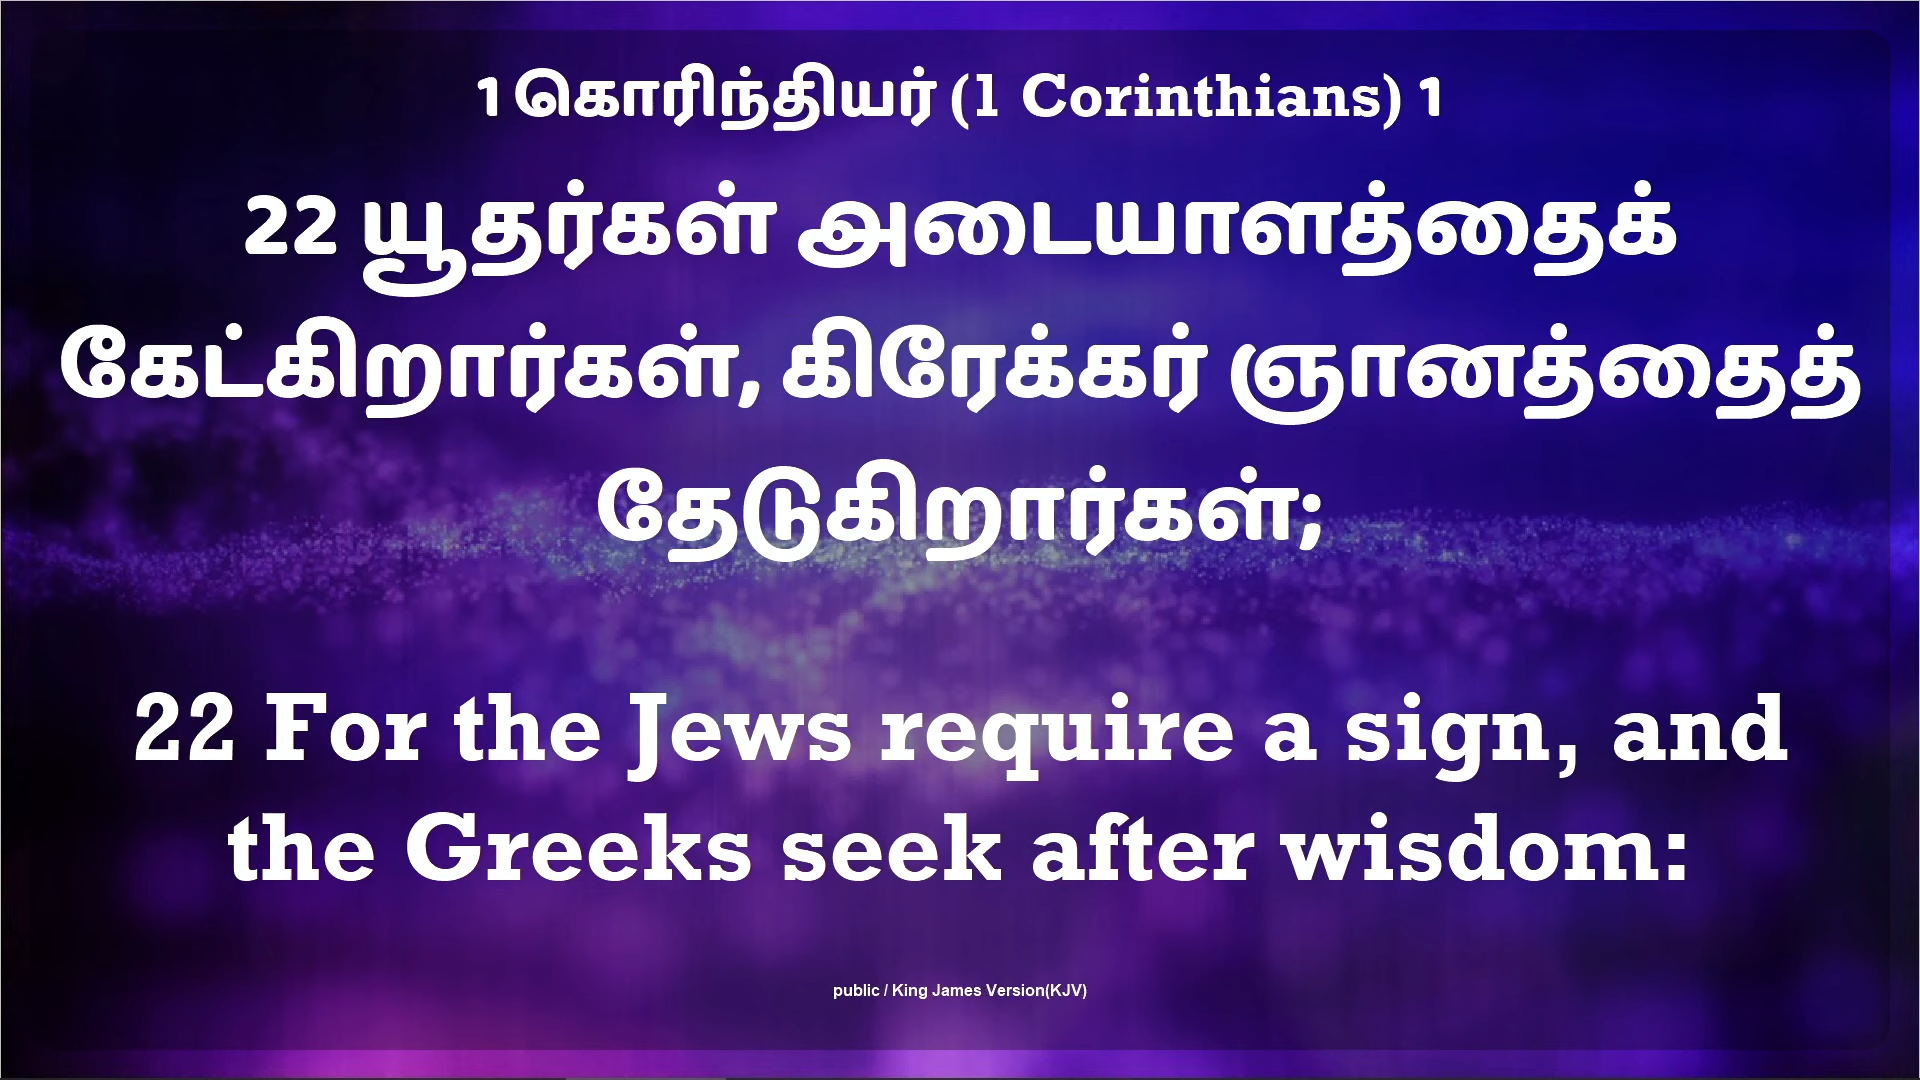 1 கொரிந்தியர் (1 Corinthians) 1
22 யூதர்கள் அடையாளத்தைக்
கேட்கிறார்கள், கிரேக்கர் ஞானத்தைத்
தேடுகிறார்கள்;
22 For the Jews require a sign, and
the Greeks seek after wisdom:
public / King James Version(KJV)